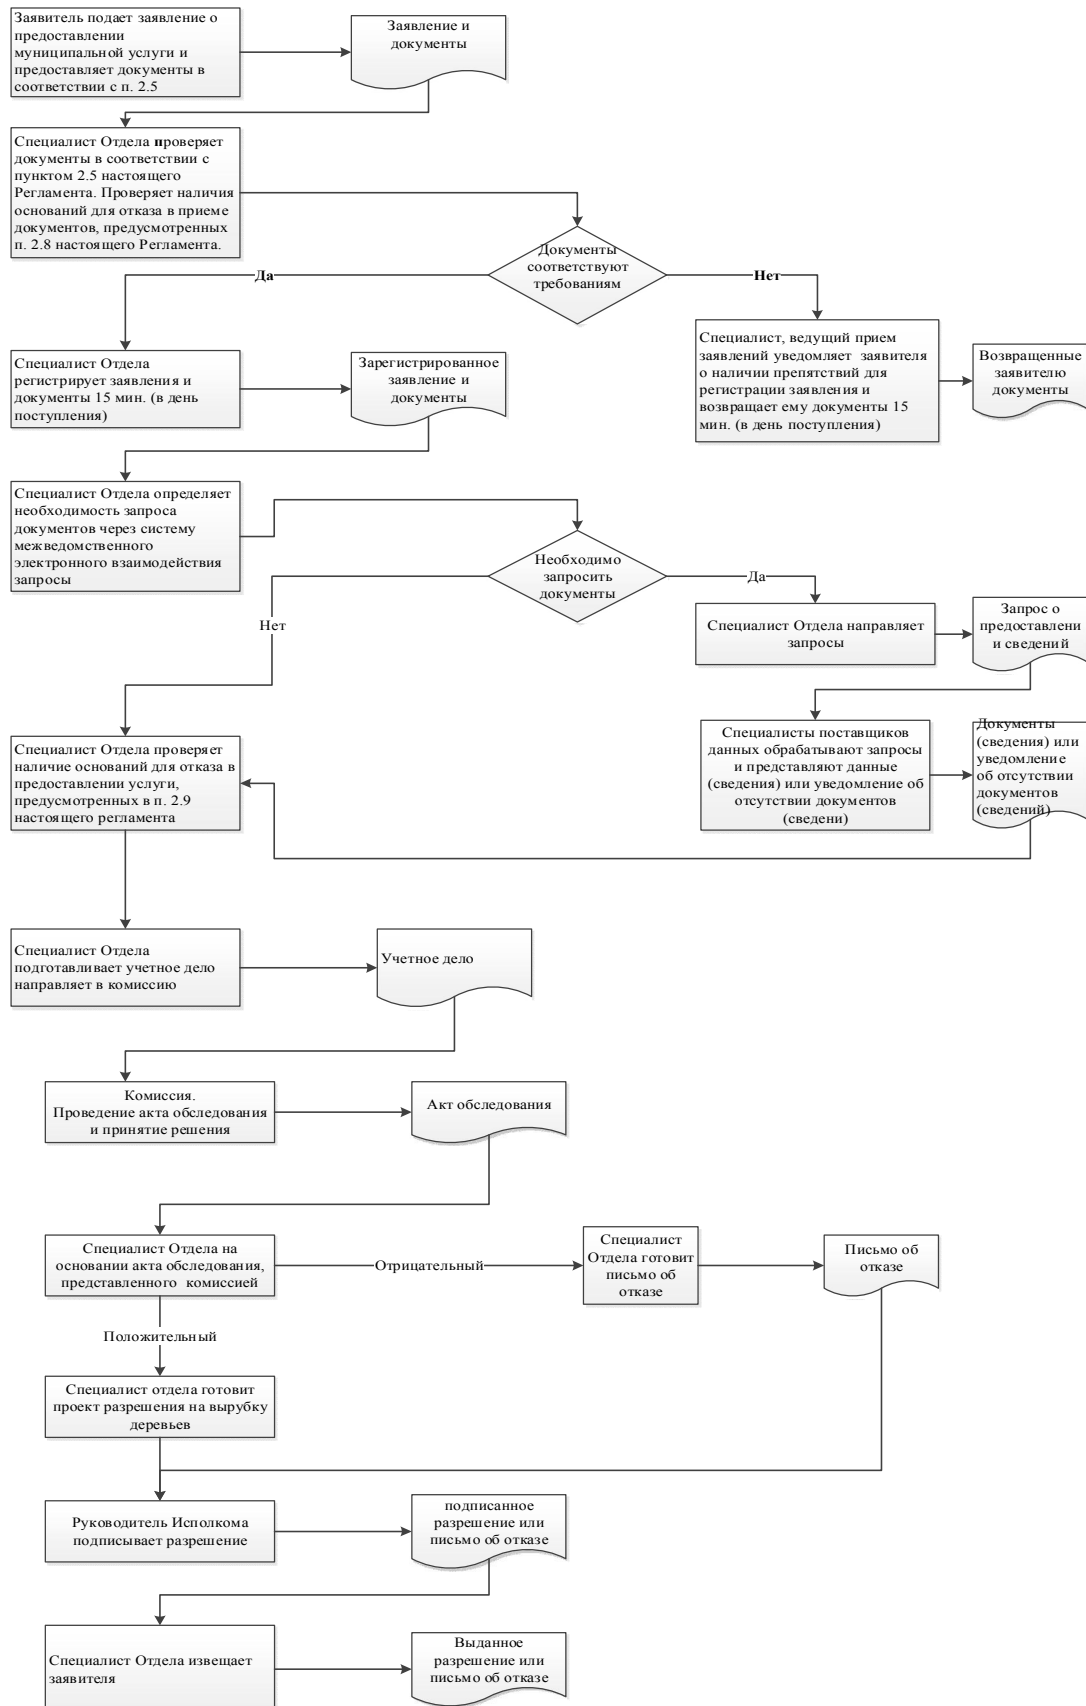 Заявитель подает заявление о
предоставлении
муниципальной услуги и
предоставляет документы в
соответствии с п. 2.5
Заявление и
документы
Специалист Отдела проверяет
документы в соответствии с
пунктом 2.5 настоящего
Регламента. Проверяет наличия
оснований для отказа в приеме
документов, предусмотренных
п. 2.8 настоящего Регламента.
Документы
соответствуют
требованиям
Да
Нет
Специалист Отдела
регистрирует заявления и
документы 15 мин. (в день
поступления)
Зарегистрированное
заявление и
документы
Специалист, ведущий прием
заявлений уведомляет заявителя
о наличии препятствий для
регистрации заявления и
возвращает ему документы 15
мин. (в день поступления)
Возвращенные
заявителю
документы
Специалист Отдела определяет
необходимость запроса
документов через систему
межведомственного
электронного взаимодействия
запросы
Необходимо
запросить
документы
Да
Нет
Специалист Отдела направляет
запросы
Запрос о
предоставлени
и сведений
Специалист Отдела проверяет
наличие оснований для отказа в
предоставлении услуги,
предусмотренных в п. 2.9
настоящего регламента
Специалисты поставщиков
данных обрабатывают запросы
и представляют данные
(сведения) или уведомление об
отсутствии документов
(сведени)
Документы
(сведения) или
уведомление
об отсутствии
документов
(сведений)
Специалист Отдела
подготавливает учетное дело
направляет в комиссию
Учетное дело
Комиссия.
Проведение акта обследования
и принятие решения
Акт обследования
Специалист Отдела на
основании акта обследования,
представленного комиссией
Отрицательный
Специалист
Отдела готовит
письмо об
отказе
Письмо об
отказе
Положительный
Специалист отдела готовит
проект разрешения на вырубку
деревьев
Руководитель Исполкома
подписывает разрешение
подписанное
разрешение или
письмо об отказе
Специалист Отдела извещает
заявителя
Выданное
разрешение или
письмо об отказе